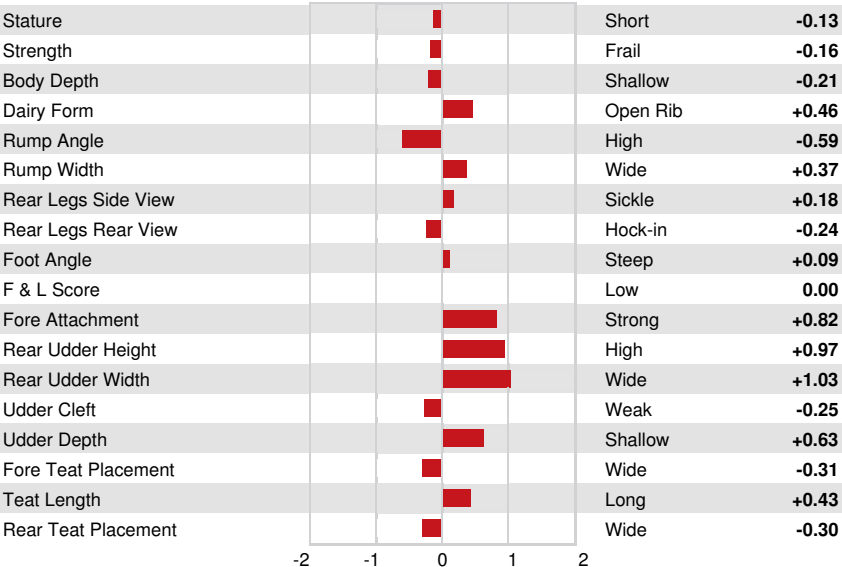 Stature Short -0.13
Strength Frail -0.16
Body Depth Shallow -0.21
Dairy Form Open Rib +0.46
Rump Angle High -0.59
Rump Width Wide +0.37
Rear Legs Side View Sickle +0.18
Rear Legs Rear View Hock-in -0.24
Foot Angle Steep +0.09
F & L Score Low 0.00
Fore Attachment Strong +0.82
Rear Udder Height High +0.97
Rear Udder Width Wide +1.03
Udder Cleft Weak -0.25
Udder Depth Shallow +0.63
Fore Teat Placement Wide -0.31
Teat Length Long +0.43
Rear Teat Placement Wide -0.30
-2 -1 0 1 2